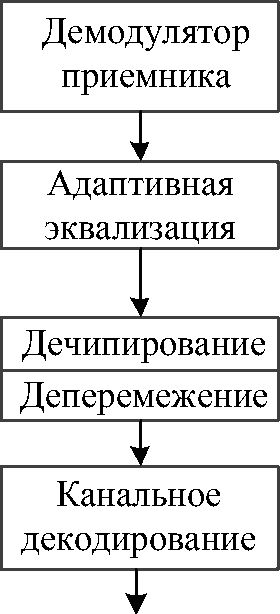 Демодулятор
приемника
Адаптивная
эквализация
Дечипирование
Деперемежение
Канальное
декодирование